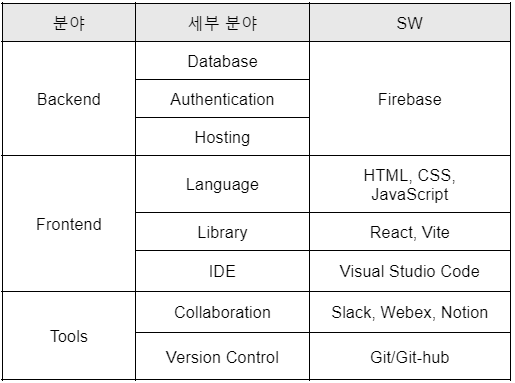 분야 세부 분야 SW
Backend
Database
Authentication
Hosting
Firebase
Frontend
Language
HTML, CSS,
JavaScript
Library
React, Vite
IDE
Visual Studio Code
Tools
Collaboration
Slack, Webex, Notion
Version Control
Git/Git-hub